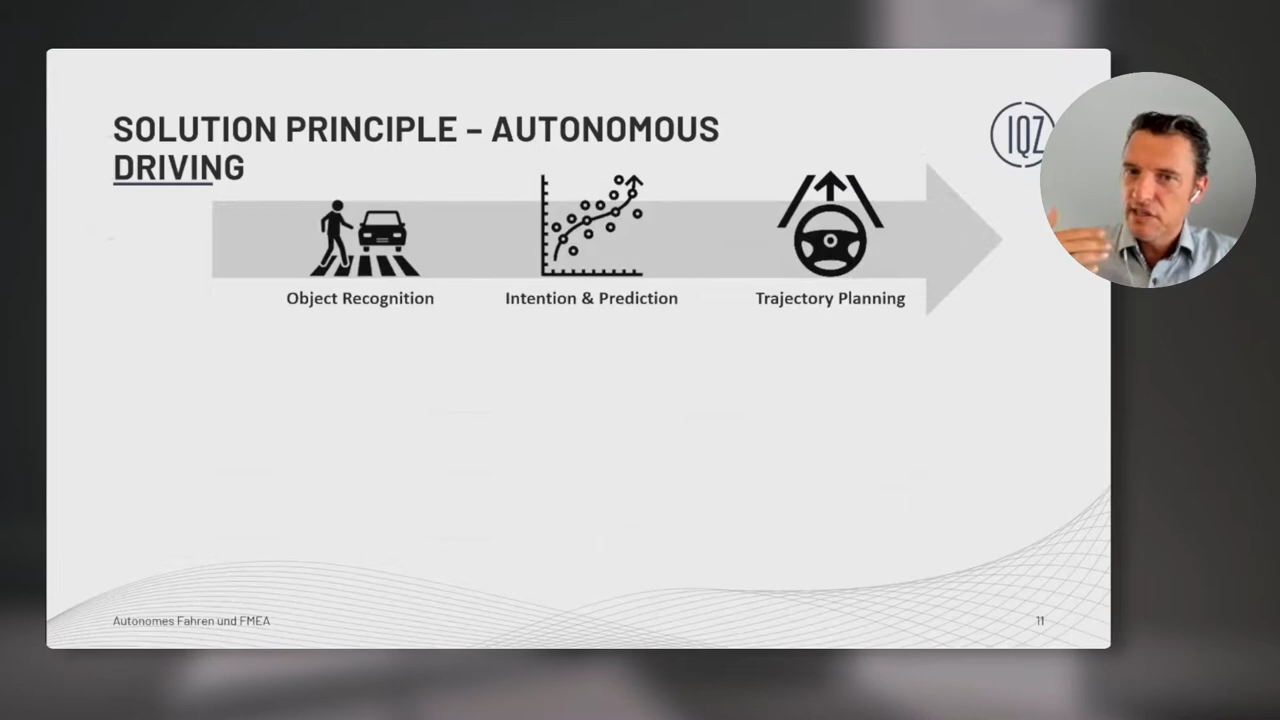 SOLUTION PRINCIPLE – AUTONOMOUS
DRIVING
IQZ
Object Recognition
Intention & Prediction
Trajectory Planning
Autonomes Fahren und FMEA
11